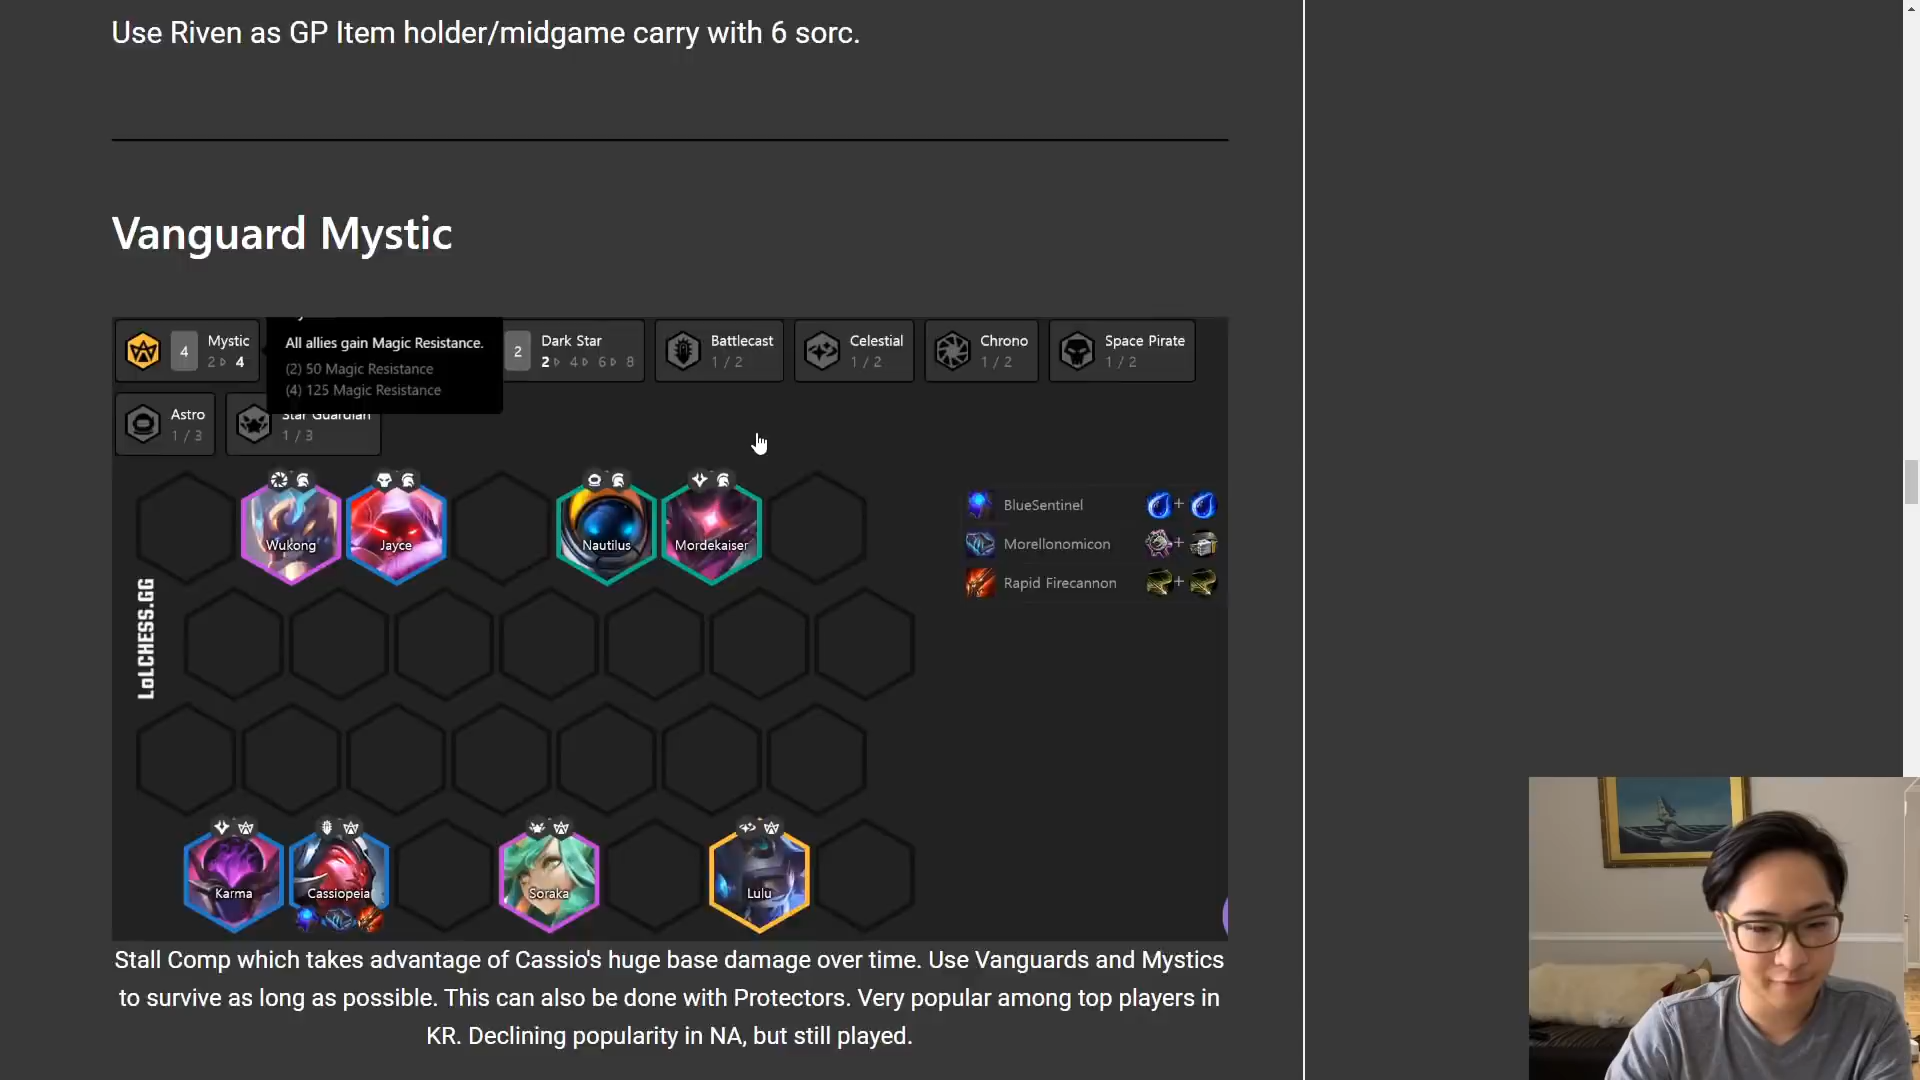 Use Riven as GP Item holder/midgame carry with 6 sorc.
Vanguard Mystic
4 Mystic 2 4
All allies gain Magic Resistance.
(2) 50 Magic Resistance
(4) 125 Magic Resistance
2 Dark Star 2 4 6 8
Battlecast 1 / 2
Celestial 1 / 2
Chrono 1 / 2
Space Pirate 1 / 2
Astro 1 / 3
Star Guardian 1 / 3
Wukong
Jayce
Nautilus
Mordekaiser
BlueSentinel +
Morellonomicon +
Rapid Firecannon +
LoLCHESS.GG
Karma
Cassiopeia
Soraka
Lulu
Stall Comp which takes advantage of Cassio's huge base damage over time. Use Vanguards and Mystics
to survive as long as possible. This can also be done with Protectors. Very popular among top players in
KR. Declining popularity in NA, but still played.